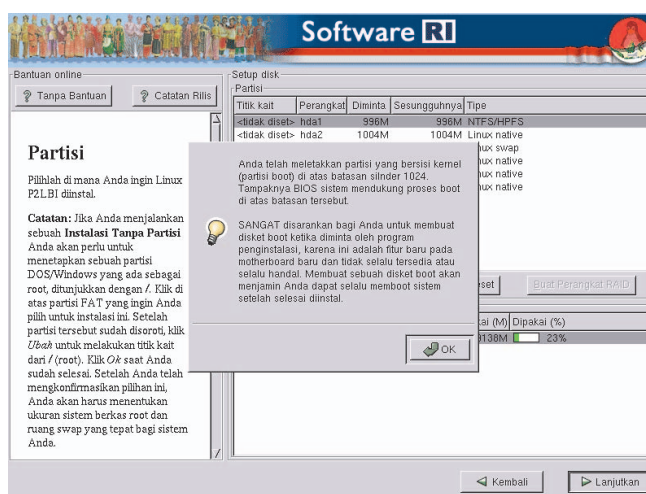 Software RI
Bantuan online
? Tanpa Bantuan
? Catatan Rilis
Partisi
Pilihlah di mana Anda ingin Linux
P2LBI diinstal.
Catatan: Jika Anda menjalankan
sebuah Instalasi Tanpa Partisi
Anda akan perlu untuk
menetapkan sebuah partisi
DOS/Windows yang ada sebagai
root, ditunjukkan dengan /. Klik di
atas partisi FAT yang ingin Anda
pilih untuk instalasi ini. Setelah
partisi tersebut sudah disoroti, klik
Ubah untuk melakukan titik kait
dari / (root). Klik Ok saat Anda
sudah selesai. Setelah Anda telah
mengkonfirmasikan pilihan ini,
Anda akan harus menentukan
ukuran sistem berkas root dan
ruang swap yang tepat bagi sistem
Anda.
Setup disk
Partisi
Titik kait Perangkat Diminta Sesungguhnya Tipe
<tidak diset> hda1 996M 996M NTFS/HPFS
<tidak diset> hda2 1004M 1004M Linux native
nux swap
nux native
nux native
nux native
Anda telah meletakkan partisi yang bersisi kernel
(partisi boot) di atas batasan silnder 1024.
Tampaknya BIOS sistem mendukung proses boot
di atas batasan tersebut.
SANGAT disarankan bagi Anda untuk membuat
disket boot ketika diminta oleh program
penginstalasi, karena ini adalah fitur baru pada
motherboard baru dan tidak selalu tersedia atau
selalu handal. Membuat sebuah disket boot akan
menjamin Anda dapat selalu memboot sistem
setelah selesai diinstal.
OK
set
Buat Perangkat RAID
kai (M) Dipakai (%)
9138M 23%
Kembali
Lanjutkan